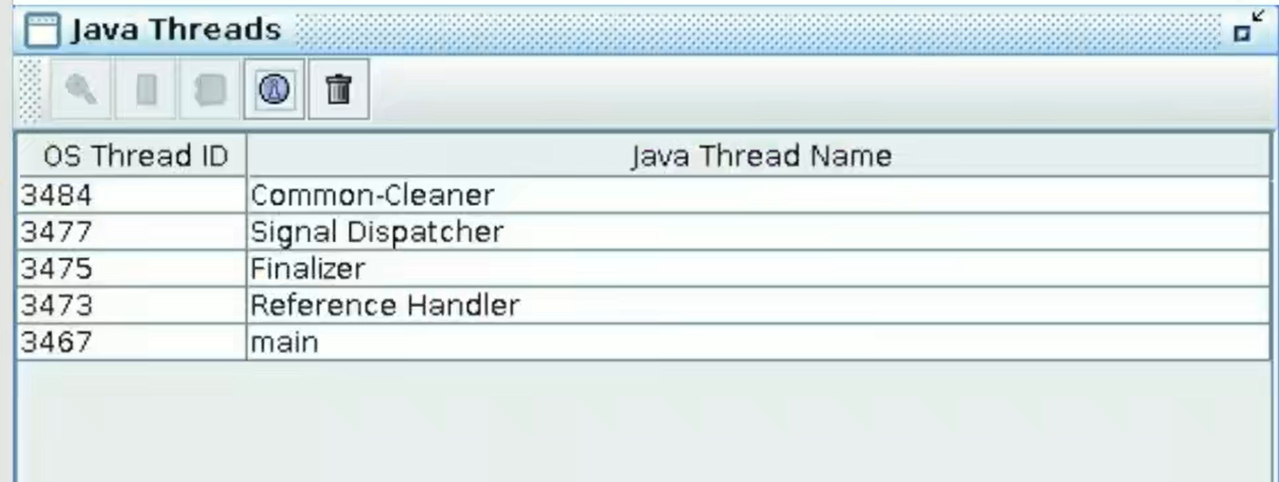 Java Threads
OS Thread ID Java Thread Name
3484 Common-Cleaner
3477 Signal Dispatcher
3475 Finalizer
3473 Reference Handler
3467 main